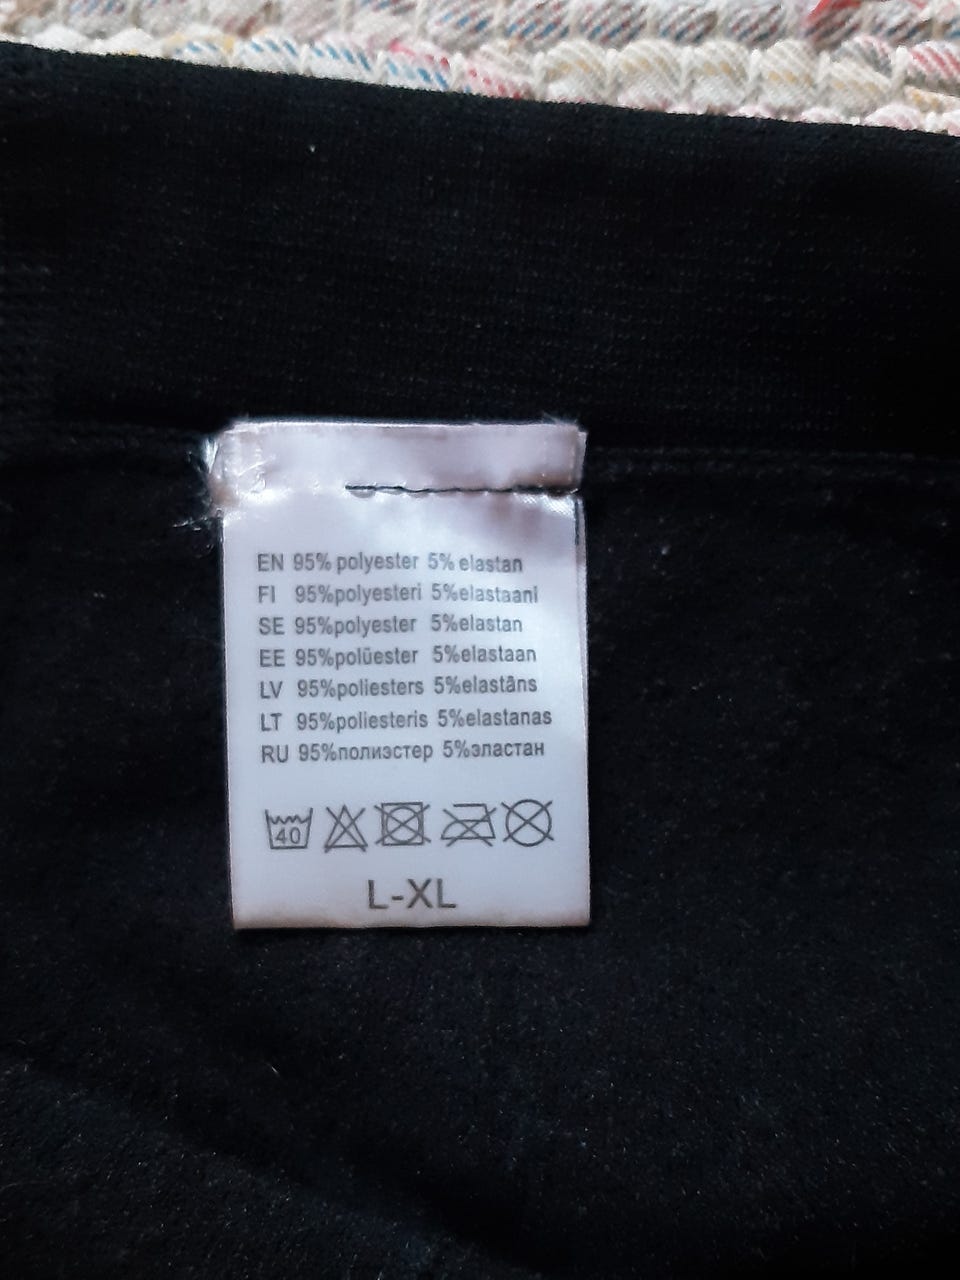 EN 95% polyester 5% elastan
FI 95%polyesteri 5%elastaani
SE 95%polyester 5%elastan
EE 95%polüester 5%elastaan
LV 95%poliesters 5%elastâns
LT 95%poliesteris 5%elastanas
RU 95%полиэстер 5%эластан
40
L-XL